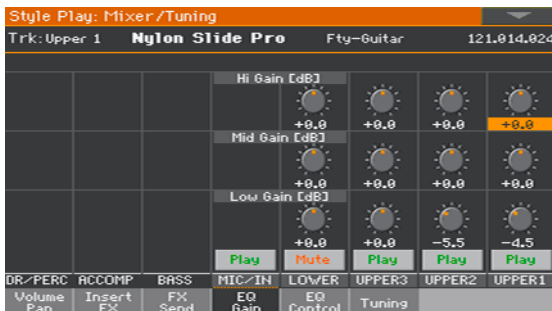 Style Play: Mixer/Tuning
Trk:Upper 1 Nylon Slide Pro Fty-Guitar 121.014.024
Hi Gain [dB]
+0.0 +0.0 +0.0 +0.0
Mid Gain [dB]
+0.0 +0.0 +0.0 +0.0
Low Gain [dB]
+0.0 +0.0 -5.5 -4.5
Play Mute Play Play Play
DR/PERC ACCOMP BASS MIC/IN LOWER UPPER3 UPPER2 UPPER1
Volume Insert FX EQ EQ Tuning
Pan FX Send Gain Control